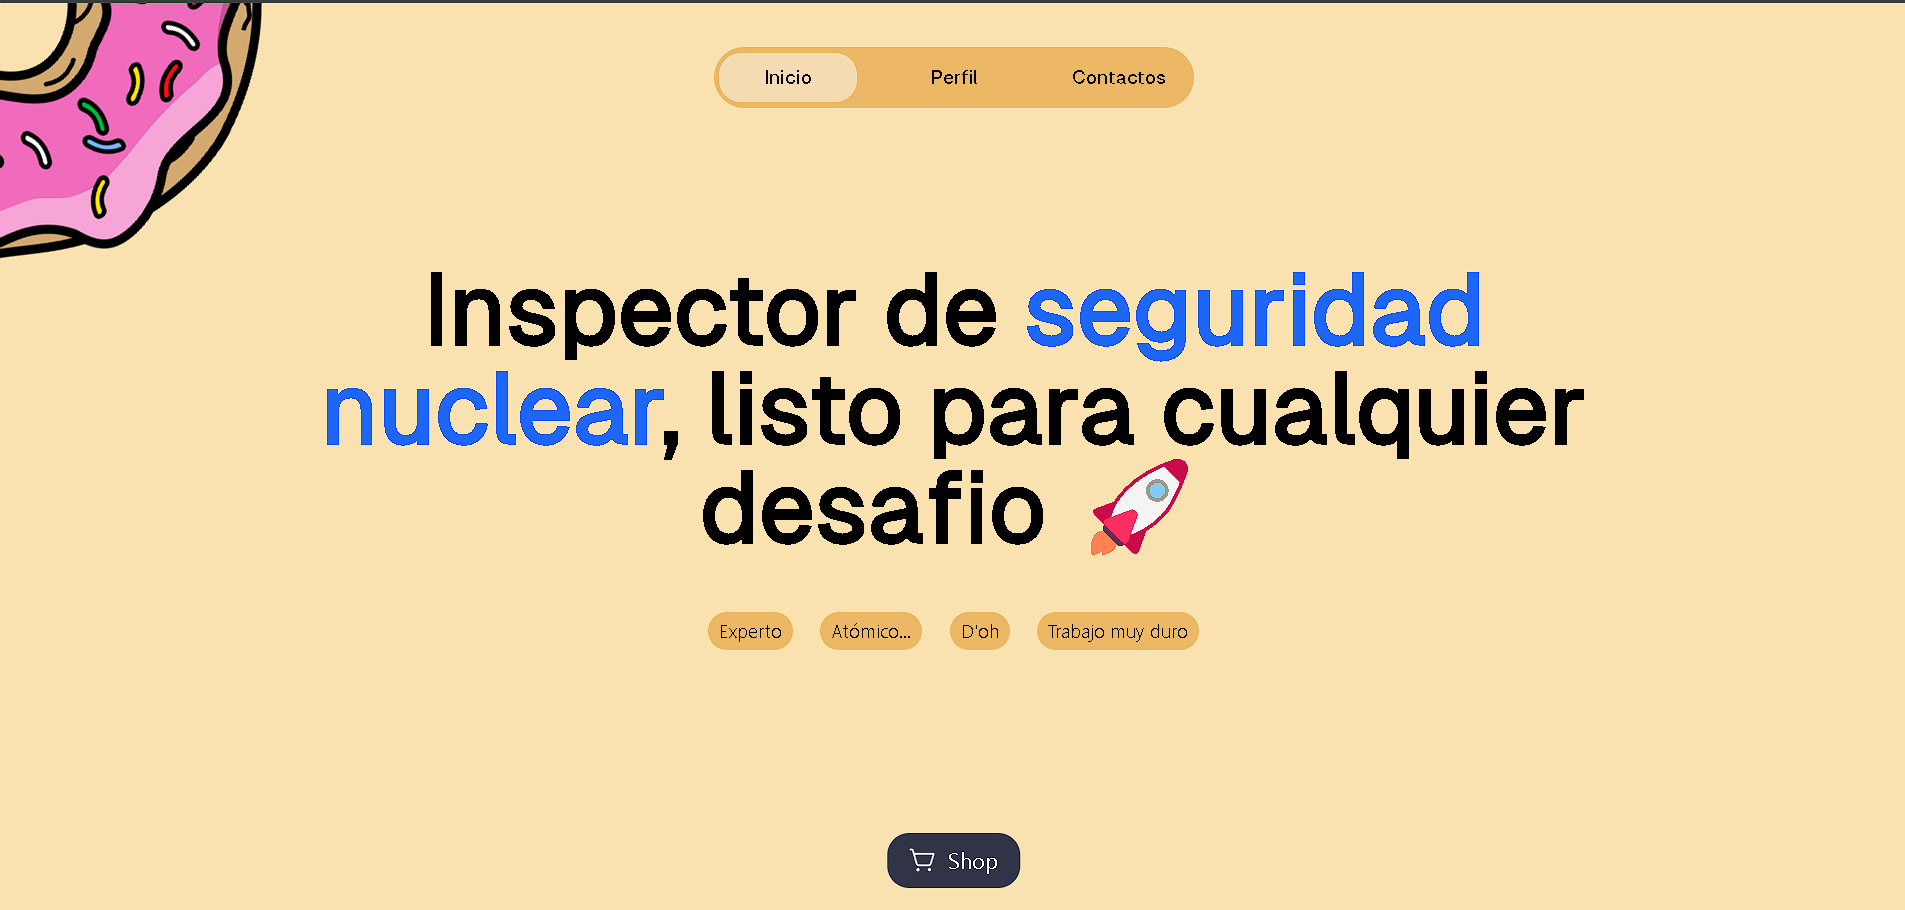 Inicio Perfil Contactos
Inspector de seguridad
nuclear, listo para cualquier
desafio 🚀
Experto Atómico... D'oh Trabajo muy duro
Shop